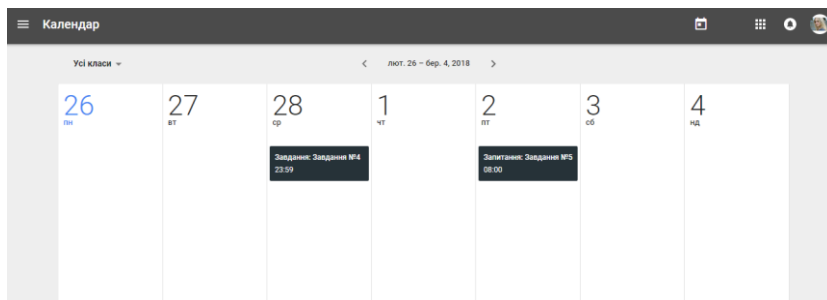 Календар
Усі класи
лют. 26 – бер. 4, 2018
26 27 28 1 2 3 4
пн вт ср чт пт сб нд
Завдання: Завдання №4
23:59
Запитання: Завдання №5
08:00